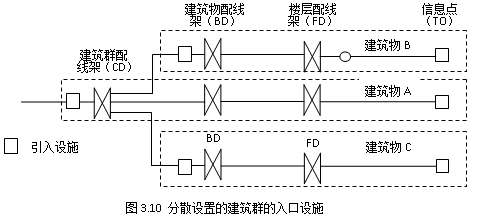 建筑物配线
架（BD）
楼层配线
架（FD）
信息点
（TO）
建筑群配
线架（CD）
建筑物 B
建筑物 A
BD
FD
建筑物 C
引入设施
图 3.10 分散设置的建筑群的入口设施